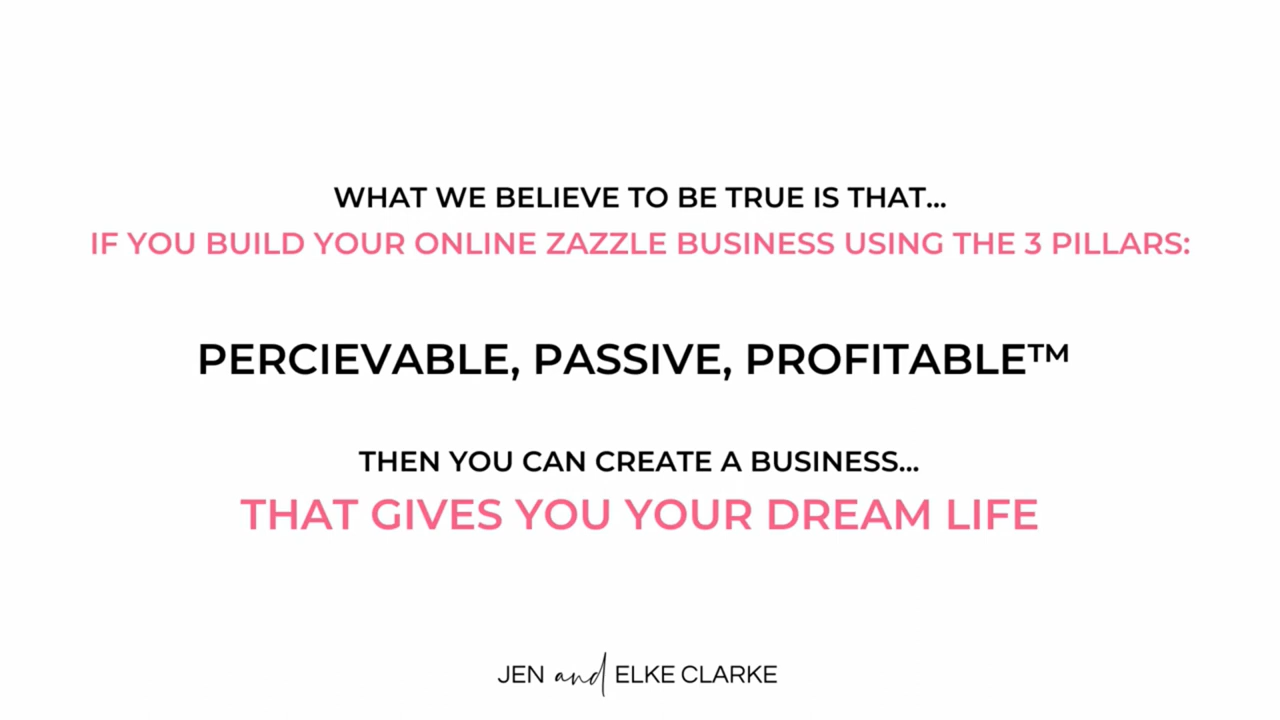 WHAT WE BELIEVE TO BE TRUE IS THAT...
IF YOU BUILD YOUR ONLINE ZAZZLE BUSINESS USING THE 3 PILLARS:
PERCIEVABLE, PASSIVE, PROFITABLE™
THEN YOU CAN CREATE A BUSINESS...
THAT GIVES YOU YOUR DREAM LIFE
JEN and ELKE CLARKE